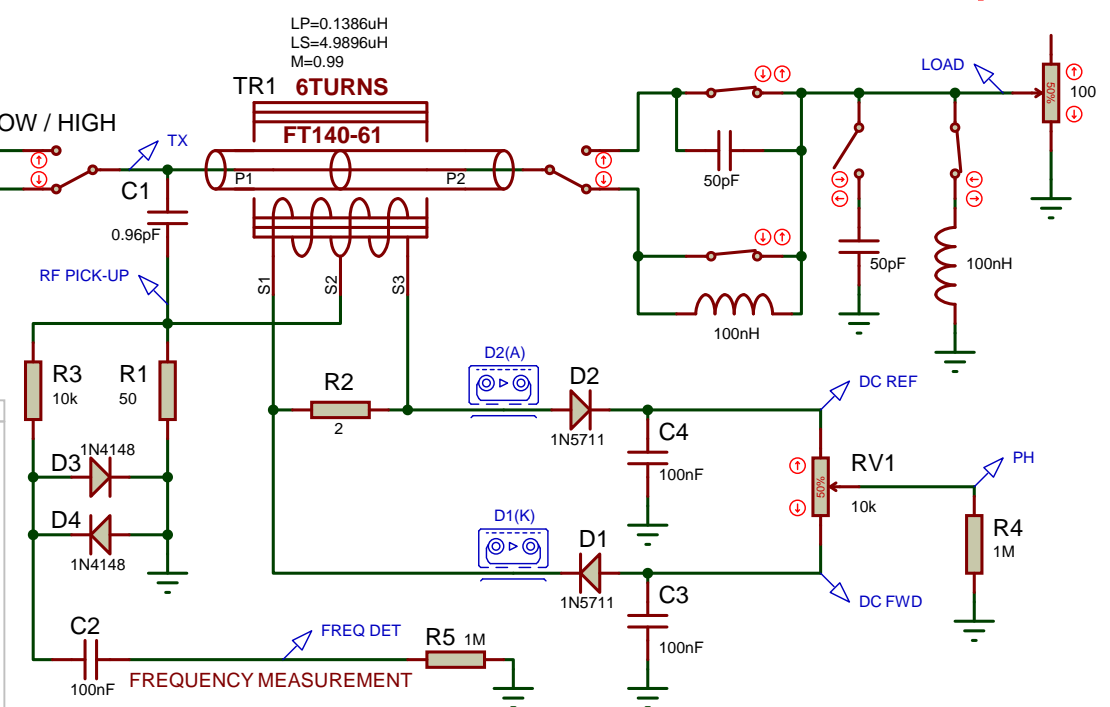 LP=0.1386uH
LS=4.9896uH
M=0.99
TR1 6TURNS
FT140-61
OW / HIGH
TX
P1
P2
C1
0.96pF
RF PICK-UP
S1
S2
S3
LOAD
50%
100
50pF
50pF
100nH
100nH
R3
10k
R1
50
R2
2
D2(A)
D2
1N5711
DC REF
C4
100nF
RV1
50%
10k
PH
R4
1M
D3
1N4148
D4
1N4148
D1(K)
D1
1N5711
DC FWD
C3
100nF
C2
100nF
FREQ DET
R5 1M
FREQUENCY MEASUREMENT